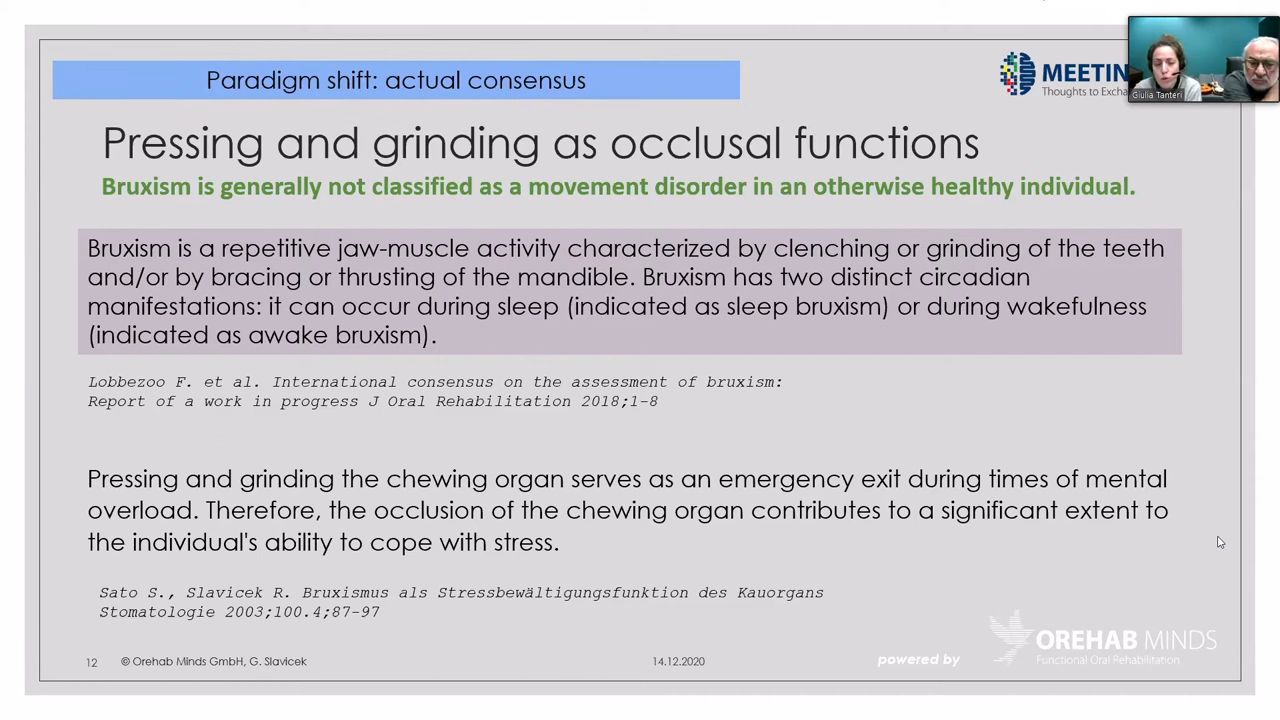 Paradigm shift: actual consensus
MEETIN
Thoughts to Excha
Giulia Tanteri
Pressing and grinding as occlusal functions
Bruxism is generally not classified as a movement disorder in an otherwise healthy individual.
Bruxism is a repetitive jaw-muscle activity characterized by clenching or grinding of the teeth
and/or by bracing or thrusting of the mandible. Bruxism has two distinct circadian
manifestations: it can occur during sleep (indicated as sleep bruxism) or during wakefulness
(indicated as awake bruxism).
Lobbezoo F. et al. International consensus on the assessment of bruxism:
Report of a work in progress J Oral Rehabilitation 2018;1-8
Pressing and grinding the chewing organ serves as an emergency exit during times of mental
overload. Therefore, the occlusion of the chewing organ contributes to a significant extent to
the individual's ability to cope with stress.
Sato S., Slavicek R. Bruxismus als Stressbewältigungsfunktion des Kauorgans
Stomatologie 2003;100.4;87-97
12 © Orehab Minds GmbH, G. Slavicek 14.12.2020 powered by
OREHAB MINDS
Functional Oral Rehabilitation